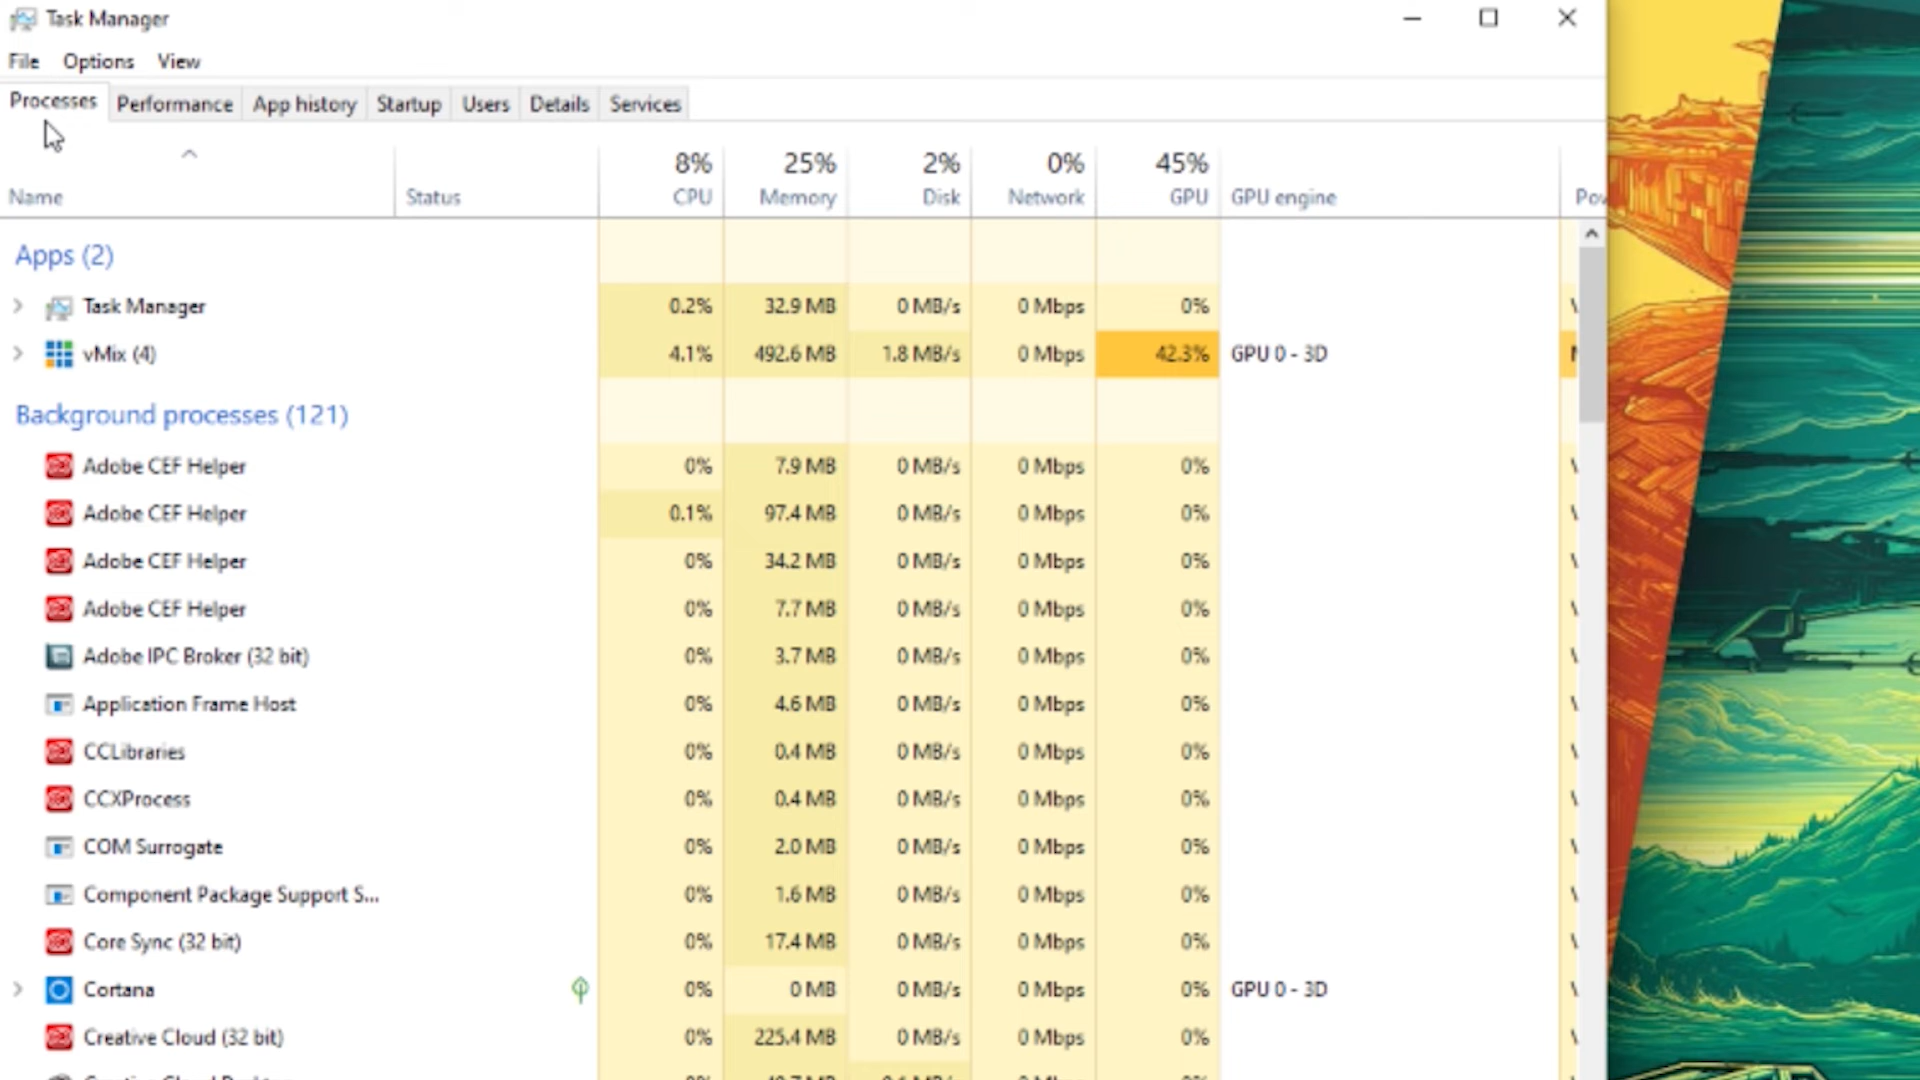 Task Manager
File Options View
Processes Performance App history Startup Users Details Services
8% 25% 2% 0% 45%
Name Status CPU Memory Disk Network GPU GPU engine
Apps (2)
Task Manager 0.2% 32.9 MB 0 MB/s 0 Mbps 0%
vMix (4) 4.1% 492.6 MB 1.8 MB/s 0 Mbps 42.3% GPU 0 - 3D
Background processes (121)
Adobe CEF Helper 0% 7.9 MB 0 MB/s 0 Mbps 0%
Adobe CEF Helper 0.1% 97.4 MB 0 MB/s 0 Mbps 0%
Adobe CEF Helper 0% 34.2 MB 0 MB/s 0 Mbps 0%
Adobe CEF Helper 0% 7.7 MB 0 MB/s 0 Mbps 0%
Adobe IPC Broker (32 bit) 0% 3.7 MB 0 MB/s 0 Mbps 0%
Application Frame Host 0% 4.6 MB 0 MB/s 0 Mbps 0%
CCLibraries 0% 0.4 MB 0 MB/s 0 Mbps 0%
CCXProcess 0% 0.4 MB 0 MB/s 0 Mbps 0%
COM Surrogate 0% 2.0 MB 0 MB/s 0 Mbps 0%
Component Package Support S... 0% 1.6 MB 0 MB/s 0 Mbps 0%
Core Sync (32 bit) 0% 17.4 MB 0 MB/s 0 Mbps 0%
Cortana 0% 0 MB 0 MB/s 0 Mbps 0% GPU 0 - 3D
Creative Cloud (32 bit) 0% 225.4 MB 0 MB/s 0 Mbps 0%